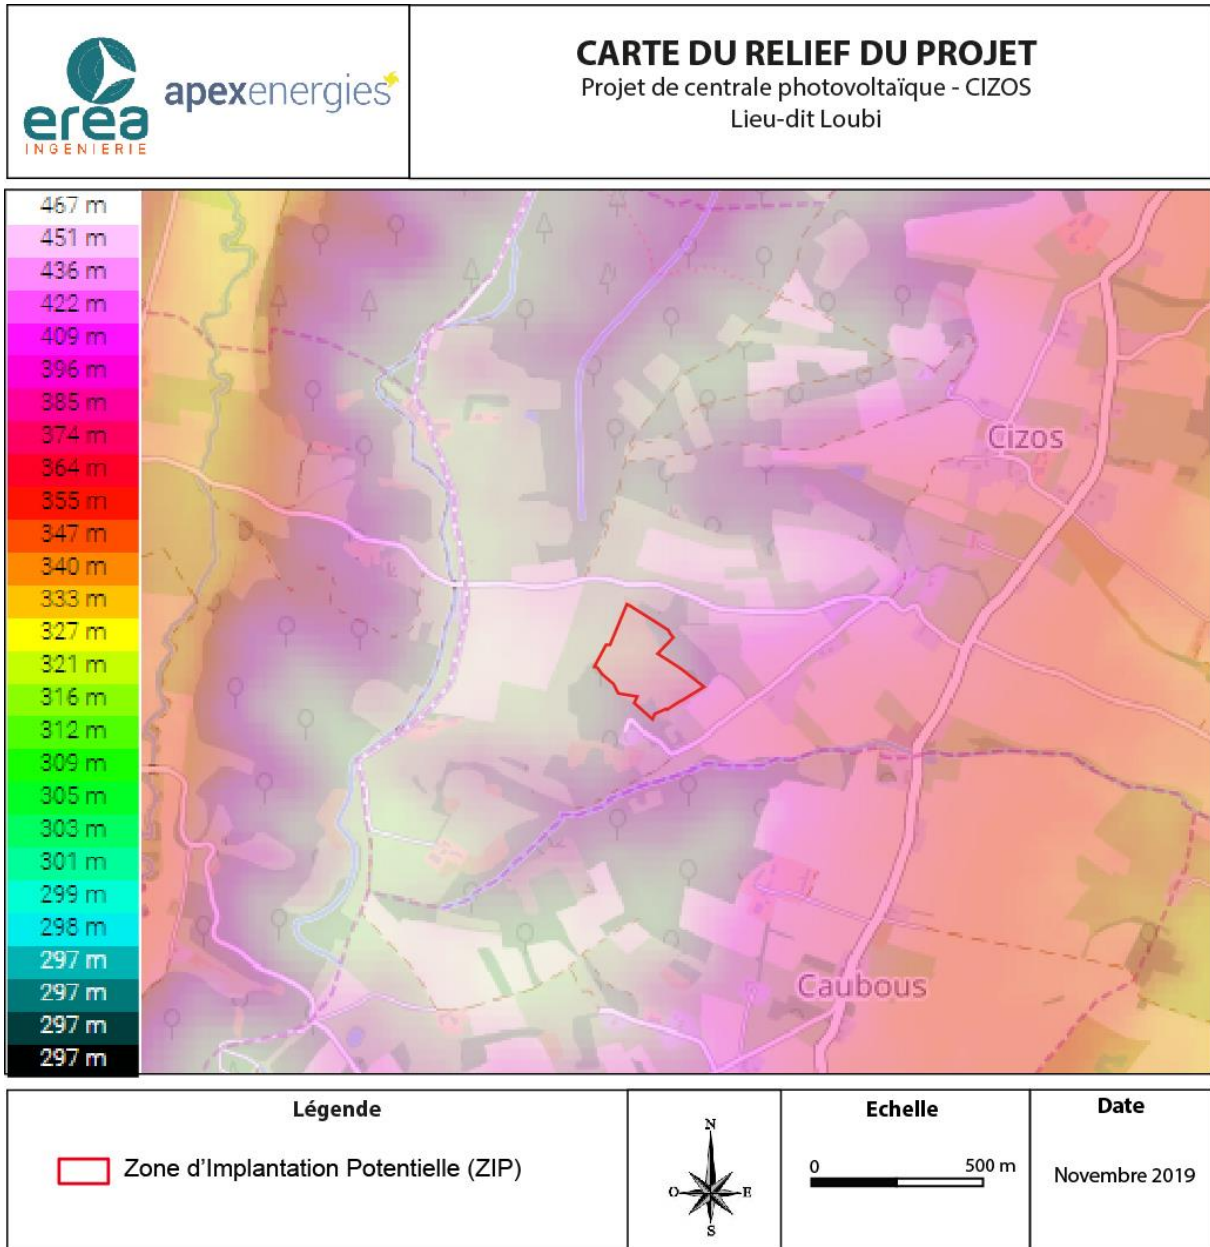 erea
INGENIERIE
apexenergies
CARTE DU RELIEF DU PROJET
Projet de centrale photovoltaïque - CIZOS
Lieu-dit Loubi
467 m
451 m
436 m
422 m
409 m
396 m
385 m
374 m
364 m
355 m
347 m
340 m
333 m
327 m
321 m
316 m
312 m
309 m
305 m
303 m
301 m
299 m
298 m
297 m
297 m
297 m
297 m
Cizos
Caubous
Légende
Zone d'Implantation Potentielle (ZIP)
N
O
E
S
Echelle
0
500 m
Date
Novembre 2019